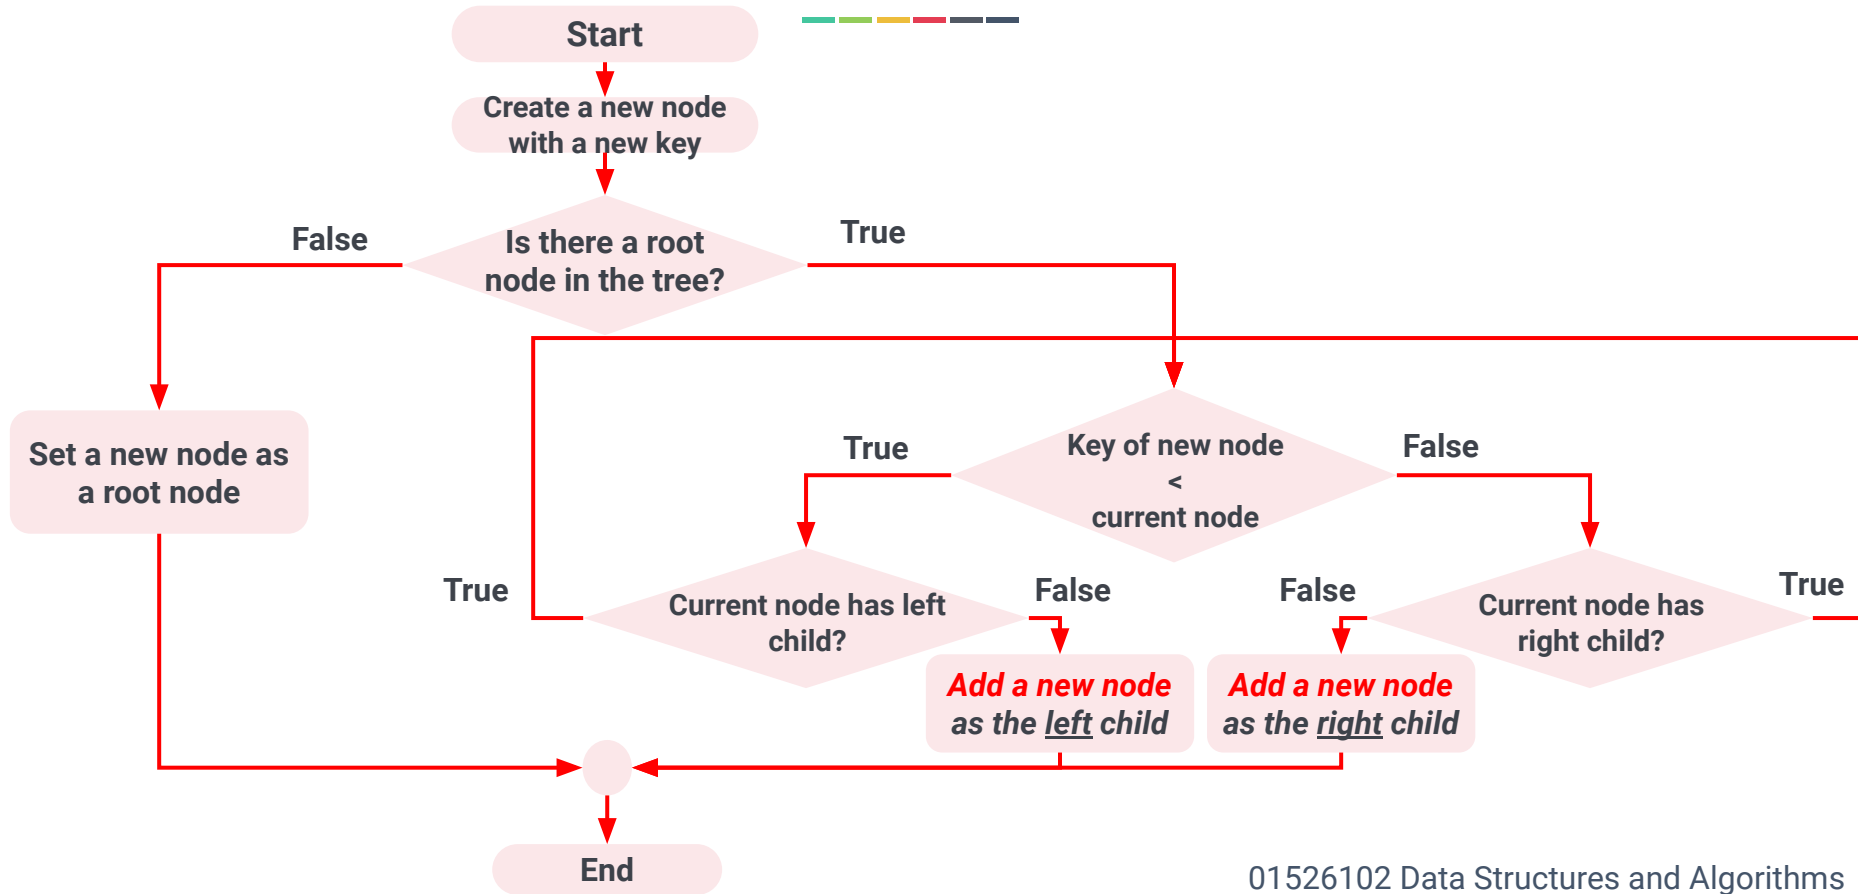 Start
Create a new node
with a new key
Is there a root
node in the tree?
False
True
Set a new node as
a root node
Key of new node
<
current node
True
False
Current node has left
child?
True
False
Current node has
right child?
False
True
Add a new node
as the left child
Add a new node
as the right child
End
01526102 Data Structures and Algorithms